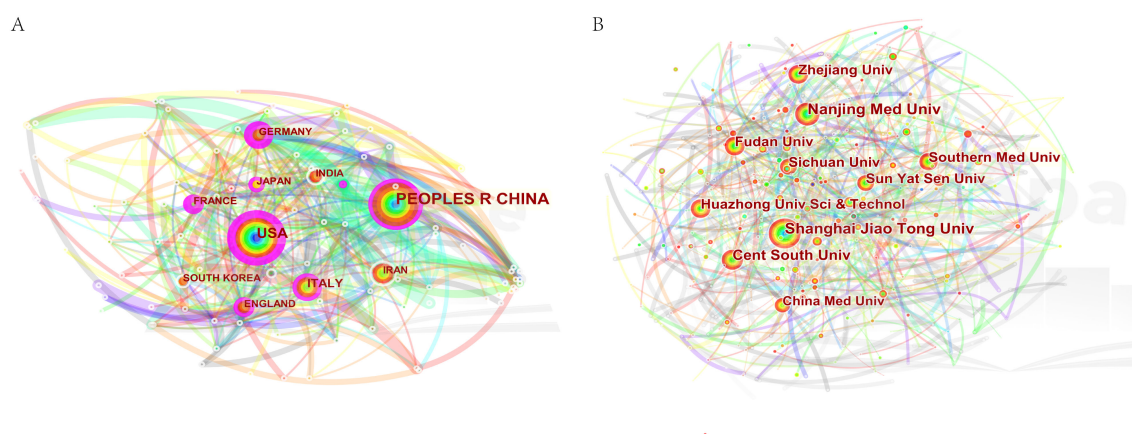 A
B
GERMANY
JAPAN
INDIA
FRANCE
PEOPLES R CHINA
USA
SOUTH KOREA
ITALY
IRAN
ENGLAND
Zhejiang Univ
Nanjing Med Univ
Fudan Univ
Sichuan Univ
Southern Med Univ
Sun Yat Sen Univ
Huazhong Univ Sci & Technol
Shanghai Jiao Tong Univ
Cent South Univ
China Med Univ